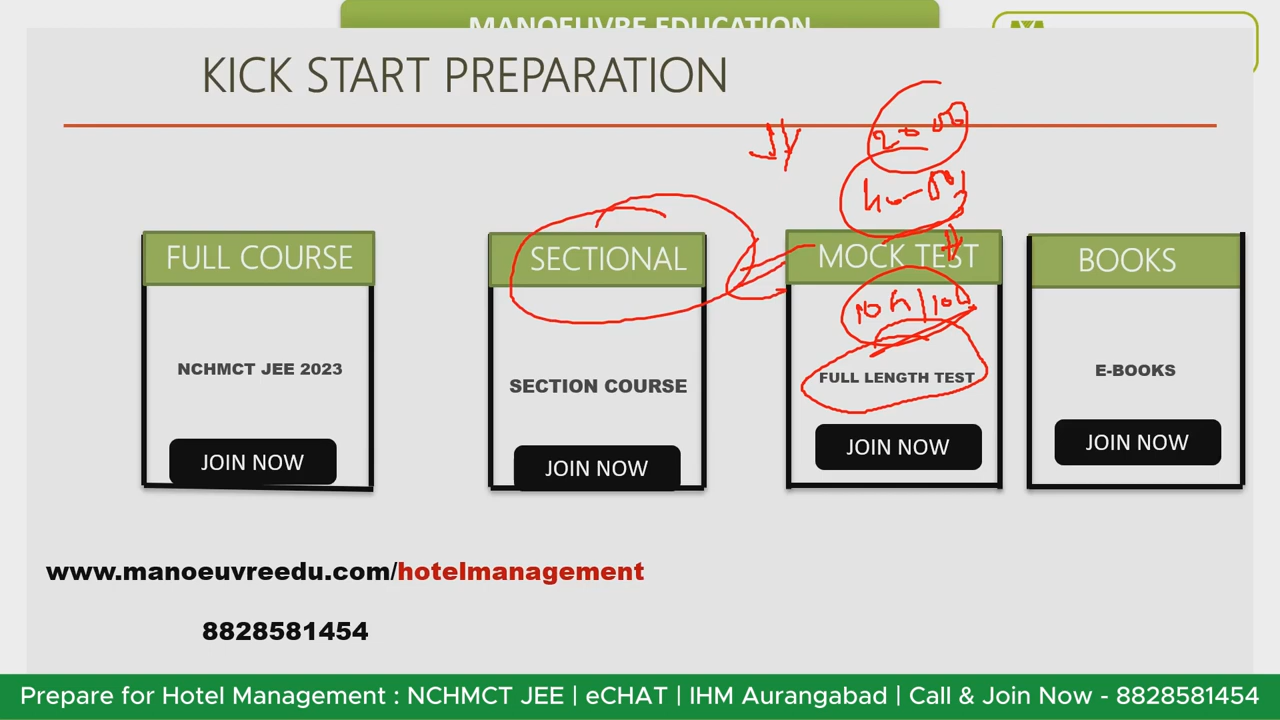 MANOEUVRE EDUCATION
KICK START PREPARATION
FULL COURSE
NCHMCT JEE 2023
JOIN NOW
SECTIONAL
SECTION COURSE
JOIN NOW
MOCK TEST
FULL LENGTH TEST
JOIN NOW
BOOKS
E-BOOKS
JOIN NOW
www.manoeuvreedu.com/hotelmanagement
8828581454
Prepare for Hotel Management : NCHMCT JEE | eCHAT | IHM Aurangabad | Call & Join Now - 8828581454